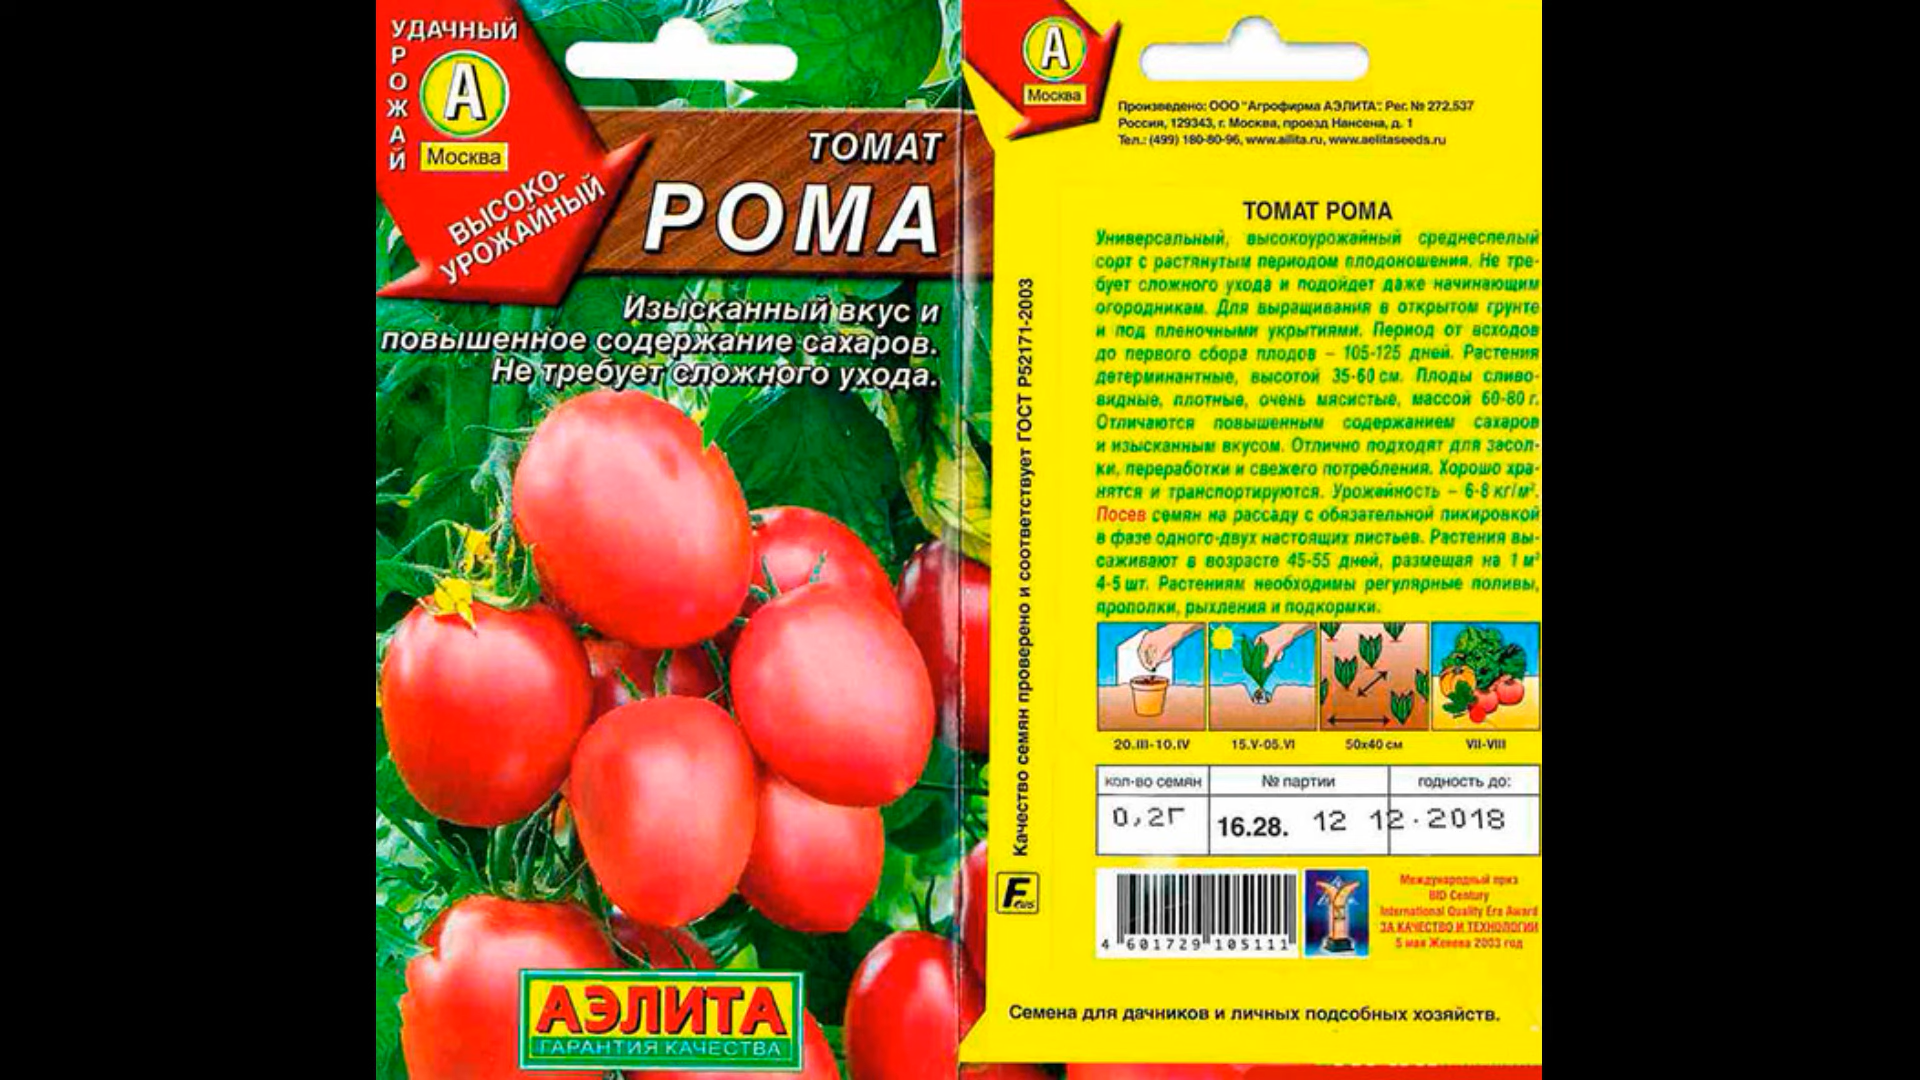 УДАЧНЫЙ
УРОЖАЙ
А
Москва
ВЫСОКО-
УРОЖАЙНЫЙ
ТОМАТ
РОМА
Изысканный вкус и
повышенное содержание сахаров.
Не требует сложного ухода.
АЭЛИТА
ГАРАНТИЯ КАЧЕСТВА
А
Москва
Произведено: ООО "Агрофирма АЭЛИТА". Рег. № 272.537
Россия, 129343, г. Москва, проезд Нансена, д. 1
Тел.: (499) 180-80-96, www.ailita.ru, www.aelitaseeds.ru
ТОМАТ РОМА
Универсальный, высокоурожайный среднеспелый
сорт с растянутым периодом плодоношения. Не тре-
бует сложного ухода и подойдет даже начинающим
огородникам. Для выращивания в открытом грунте
и под пленочными укрытиями. Период от всходов
до первого сбора плодов – 105-125 дней. Растения
детерминантные, высотой 35-60 см. Плоды сливо-
видные, плотные, очень мясистые, массой 60-80 г.
Отличаются повышенным содержанием сахаров
и изысканным вкусом. Отлично подходят для засол-
ки, переработки и свежего потребления. Хорошо хра-
нятся и транспортируются. Урожайность – 6-8 кг/м².
Посев семян на рассаду с обязательной пикировкой
в фазе одного-двух настоящих листьев. Растения вы-
саживают в возрасте 45-55 дней, размещая на 1 м²
4-5 шт. Растениям необходимы регулярные поливы,
прополки, рыхления и подкормки.
20.III-10.IV 15.V-05.VI 50x40 см VII-VIII
кол-во семян № партии годность до:
0,2г 16.28. 12 12.2018
4 601729 105111
Международный приз
BID Century
International Quality Era Award
ЗА КАЧЕСТВО И ТЕХНОЛОГИИ
5 мая Женева 2003 год
Качество семян проверено и соответствует ГОСТ Р52171-2003
Семена для дачников и личных подсобных хозяйств.